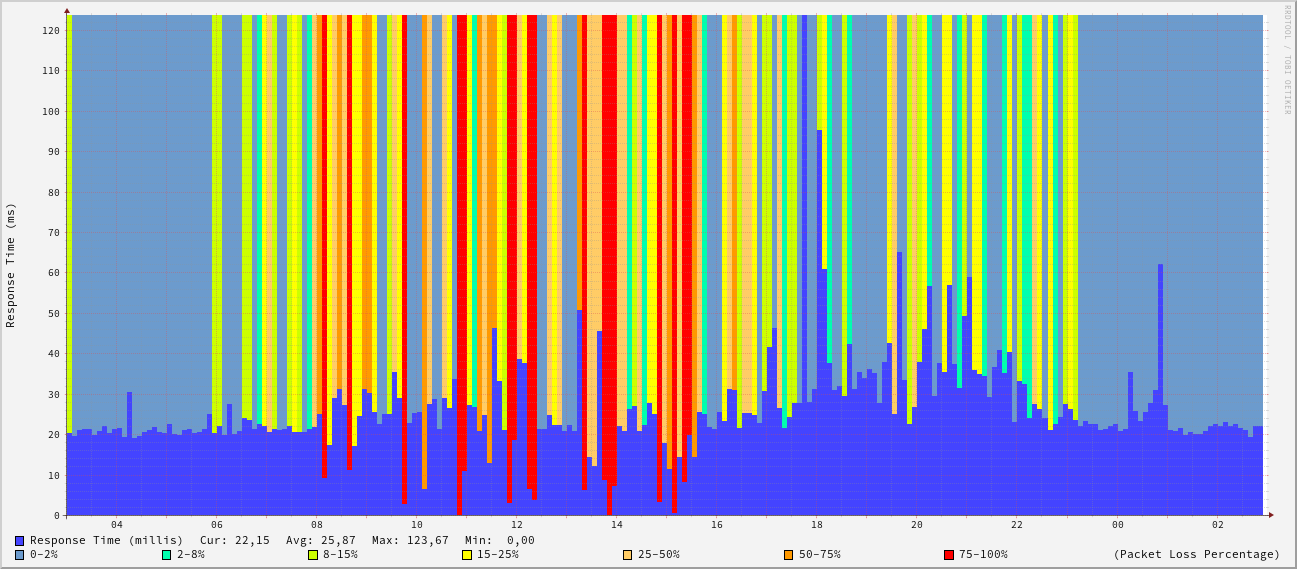 RRDTOOL / TOBI OETIKER
Response Time (ms)
120
110
100
90
80
70
60
50
40
30
20
10
0
04 06 08 10 12 14 16 18 20 22 00 02
Response Time (millis) Cur: 22,15 Avg: 25,87 Max: 123,67 Min: 0,00
0-2% 2-8% 8-15% 15-25% 25-50% 50-75% 75-100% (Packet Loss Percentage)